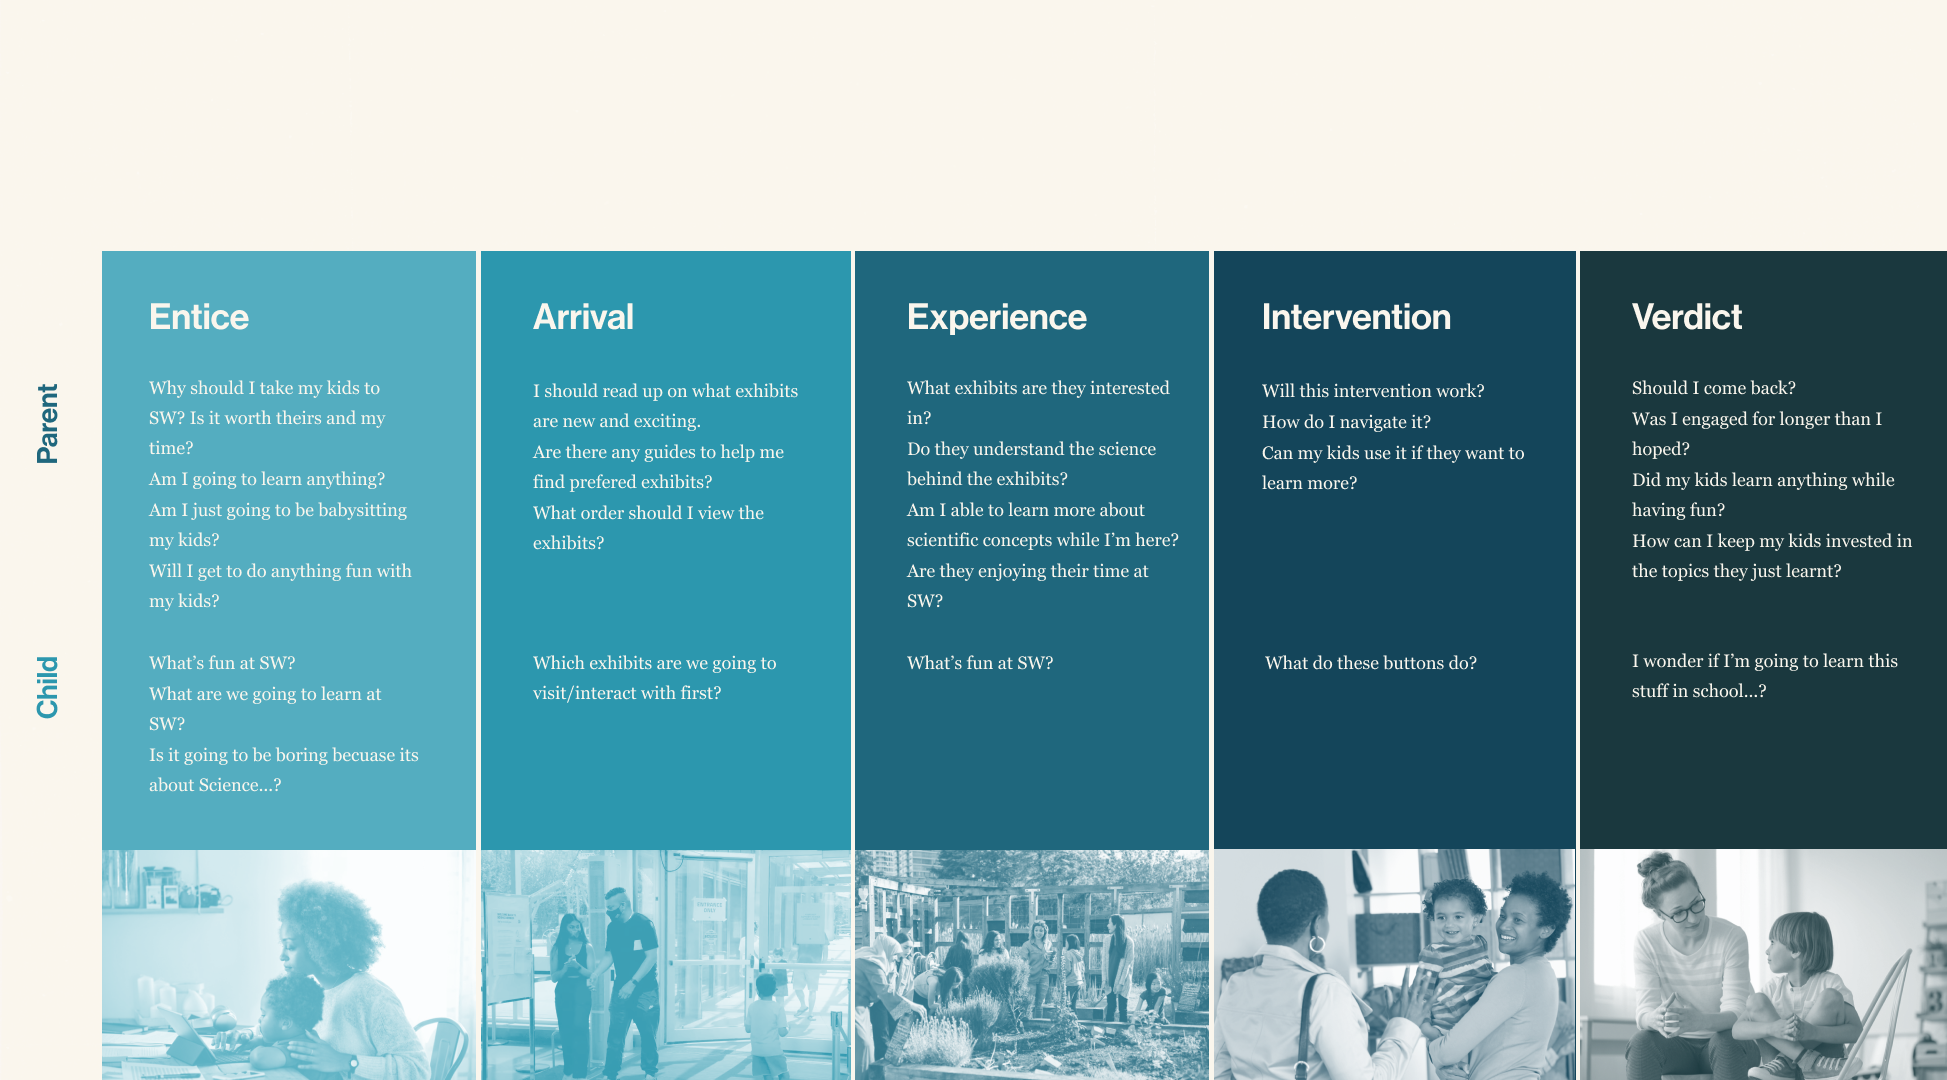 Entice
Arrival
Experience
Intervention
Verdict
Parent
Why should I take my kids to
SW? Is it worth theirs and my
time?
Am I going to learn anything?
Am I just going to be babysitting
my kids?
Will I get to do anything fun with
my kids?
I should read up on what exhibits
are new and exciting.
Are there any guides to help me
find prefered exhibits?
What order should I view the
exhibits?
What exhibits are they interested
in?
Do they understand the science
behind the exhibits?
Am I able to learn more about
scientific concepts while I’m here?
Are they enjoying their time at
SW?
Will this intervention work?
How do I navigate it?
Can my kids use it if they want to
learn more?
Should I come back?
Was I engaged for longer than I
hoped?
Did my kids learn anything while
having fun?
How can I keep my kids invested in
the topics they just learnt?
Child
What’s fun at SW?
What are we going to learn at
SW?
Is it going to be boring becuase its
about Science...?
Which exhibits are we going to
visit/interact with first?
What’s fun at SW?
What do these buttons do?
I wonder if I’m going to learn this
stuff in school...?
ENTRANCE
ONLY